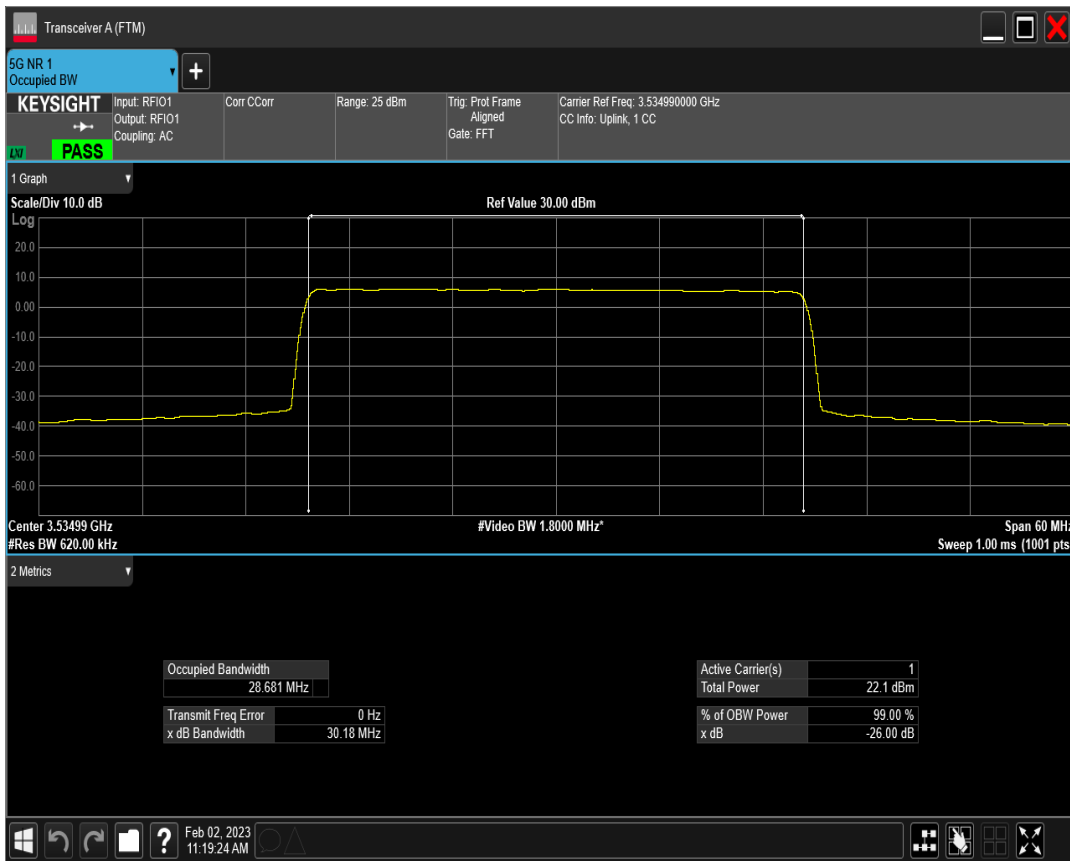 Transceiver A (FTM)
5G NR 1
Occupied BW
+
KEYSIGHT
LXI
PASS
Input: RFIO1
Output: RFIO1
Coupling: AC
Corr CCorr
Range: 25 dBm
Trig: Prot Frame
Aligned
Gate: FFT
Carrier Ref Freq: 3.534990000 GHz
CC Info: Uplink, 1 CC
1 Graph
Scale/Div 10.0 dB
Ref Value 30.00 dBm
Log
20.0
10.0
0.00
-10.0
-20.0
-30.0
-40.0
-50.0
-60.0
Center 3.53499 GHz
#Video BW 1.8000 MHz*
Span 60 MHz
#Res BW 620.00 kHz
Sweep 1.00 ms (1001 pts
2 Metrics
Occupied Bandwidth
28.681 MHz
Transmit Freq Error 0 Hz
x dB Bandwidth 30.18 MHz
Active Carrier(s) 1
Total Power 22.1 dBm
% of OBW Power 99.00 %
x dB -26.00 dB
?
Feb 02, 2023
11:19:24 AM